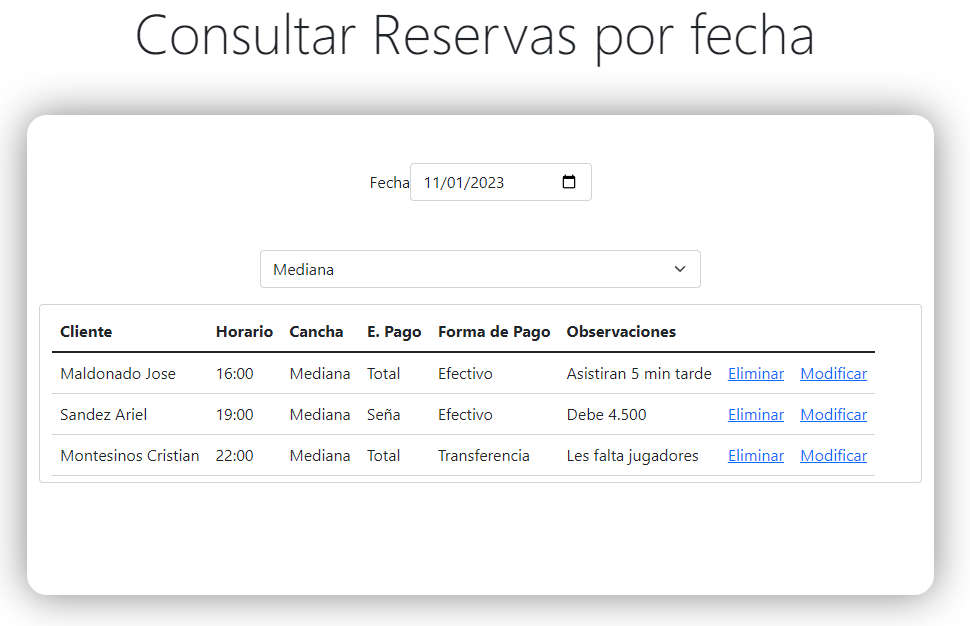 Consultar Reservas por fecha
Fecha 11/01/2023
Mediana
Cliente Horario Cancha E. Pago Forma de Pago Observaciones
Maldonado Jose 16:00 Mediana Total Efectivo Asistiran 5 min tarde Eliminar Modificar
Sandez Ariel 19:00 Mediana Seña Efectivo Debe 4.500 Eliminar Modificar
Montesinos Cristian 22:00 Mediana Total Transferencia Les falta jugadores Eliminar Modificar